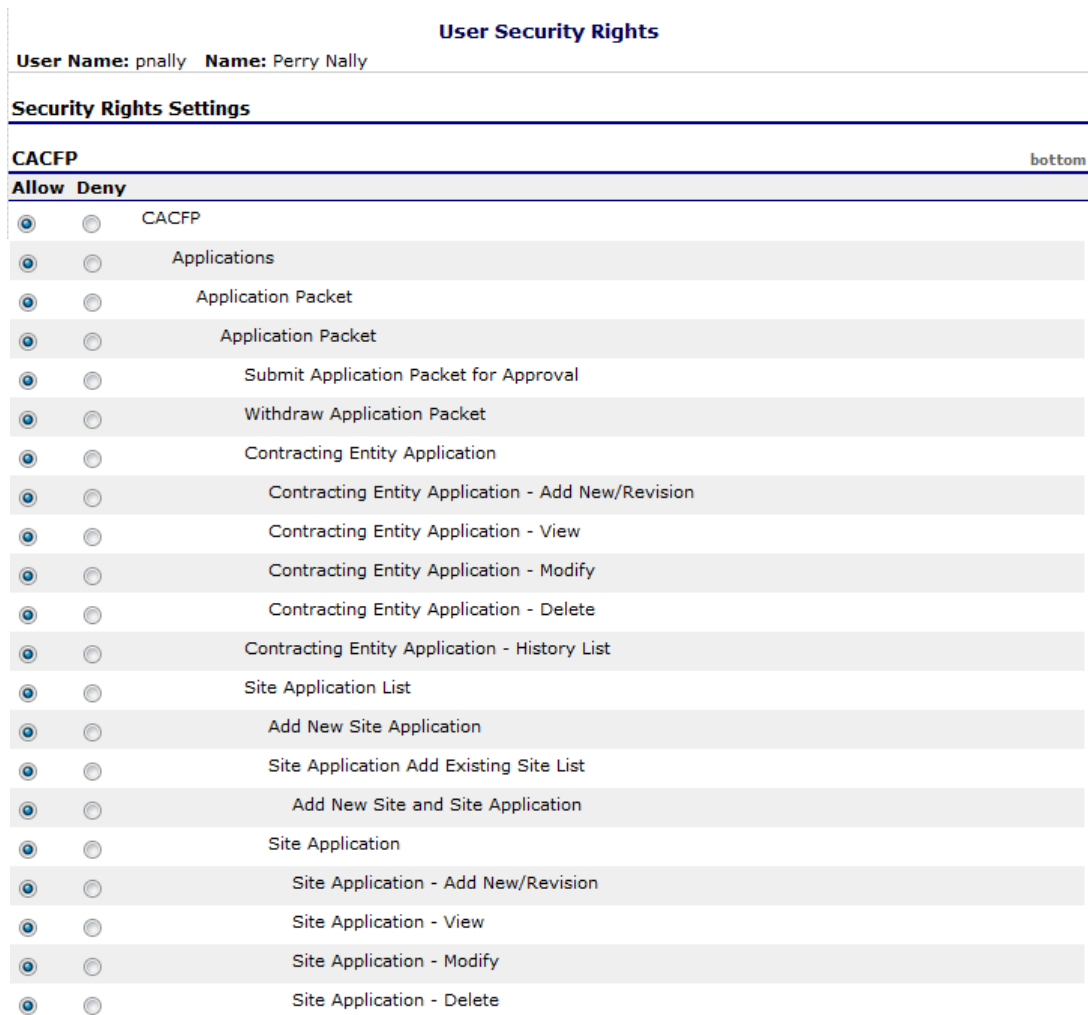 User Security Rights
User Name: pnally Name: Perry Nally
Security Rights Settings
CACFP bottom
Allow Deny
CACFP
Applications
Application Packet
Application Packet
Submit Application Packet for Approval
Withdraw Application Packet
Contracting Entity Application
Contracting Entity Application - Add New/Revision
Contracting Entity Application - View
Contracting Entity Application - Modify
Contracting Entity Application - Delete
Contracting Entity Application - History List
Site Application List
Add New Site Application
Site Application Add Existing Site List
Add New Site and Site Application
Site Application
Site Application - Add New/Revision
Site Application - View
Site Application - Modify
Site Application - Delete